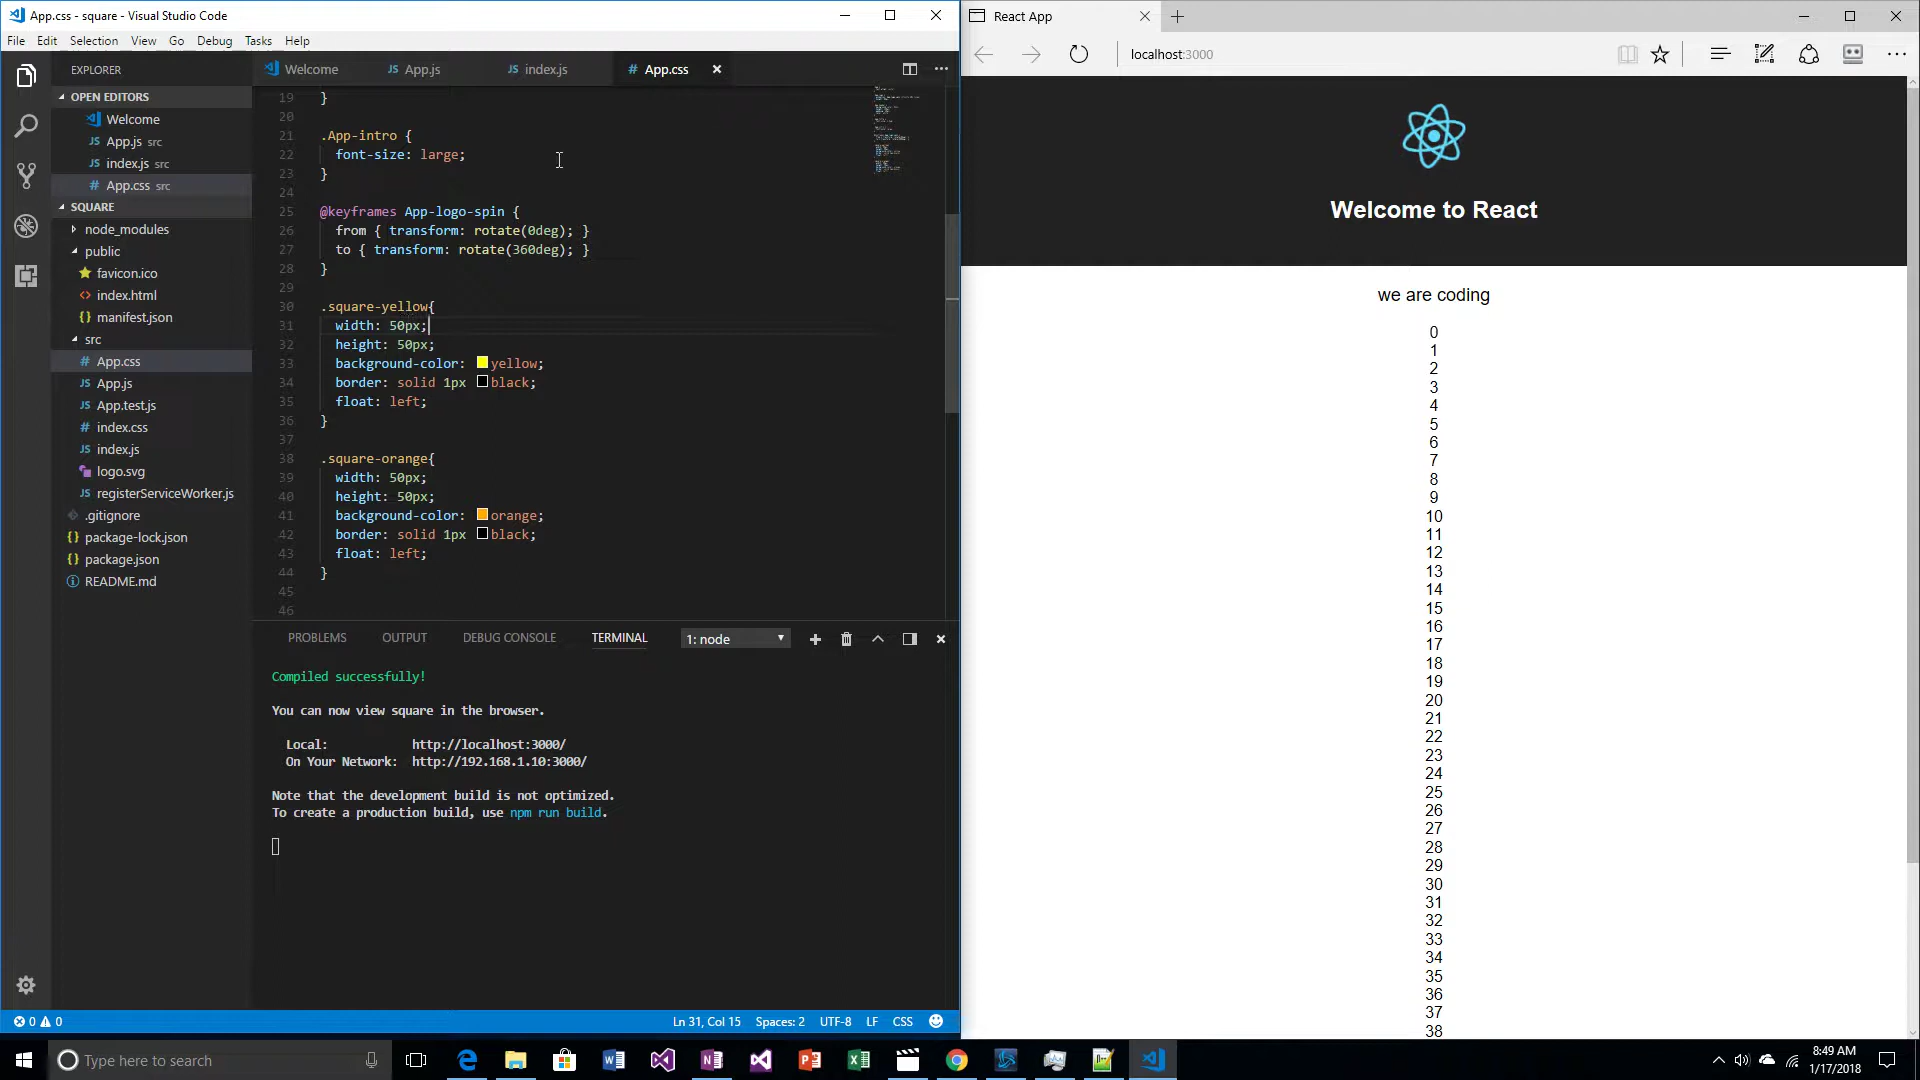 App.css - square - Visual Studio Code
File Edit Selection View Go Debug Tasks Help
EXPLORER
OPEN EDITORS
Welcome
App.js src
index.js src
App.css src
SQUARE
node_modules
public
favicon.ico
index.html
manifest.json
src
App.css
App.js
App.test.js
index.css
index.js
logo.svg
registerServiceWorker.js
.gitignore
package-lock.json
package.json
README.md
Welcome App.js index.js App.css
19 }
20
21 .App-intro {
22 font-size: large;
23 }
24
25 @keyframes App-logo-spin {
26 from { transform: rotate(0deg); }
27 to { transform: rotate(360deg); }
28 }
29
30 .square-yellow{
31 width: 50px;
32 height: 50px;
33 background-color: yellow;
34 border: solid 1px black;
35 float: left;
36 }
37
38 .square-orange{
39 width: 50px;
40 height: 50px;
41 background-color: orange;
42 border: solid 1px black;
43 float: left;
44 }
45
46
PROBLEMS OUTPUT DEBUG CONSOLE TERMINAL 1: node
Compiled successfully!
You can now view square in the browser.
Local: http://localhost:3000/
On Your Network: http://192.168.1.10:3000/
Note that the development build is not optimized.
To create a production build, use npm run build.
0 0 Ln 31, Col 15 Spaces: 2 UTF-8 LF CSS
React App
localhost:3000
Welcome to React
we are coding
0
1
2
3
4
5
6
7
8
9
10
11
12
13
14
15
16
17
18
19
20
21
22
23
24
25
26
27
28
29
30
31
32
33
34
35
36
37
38
Type here to search
8:49 AM
1/17/2018